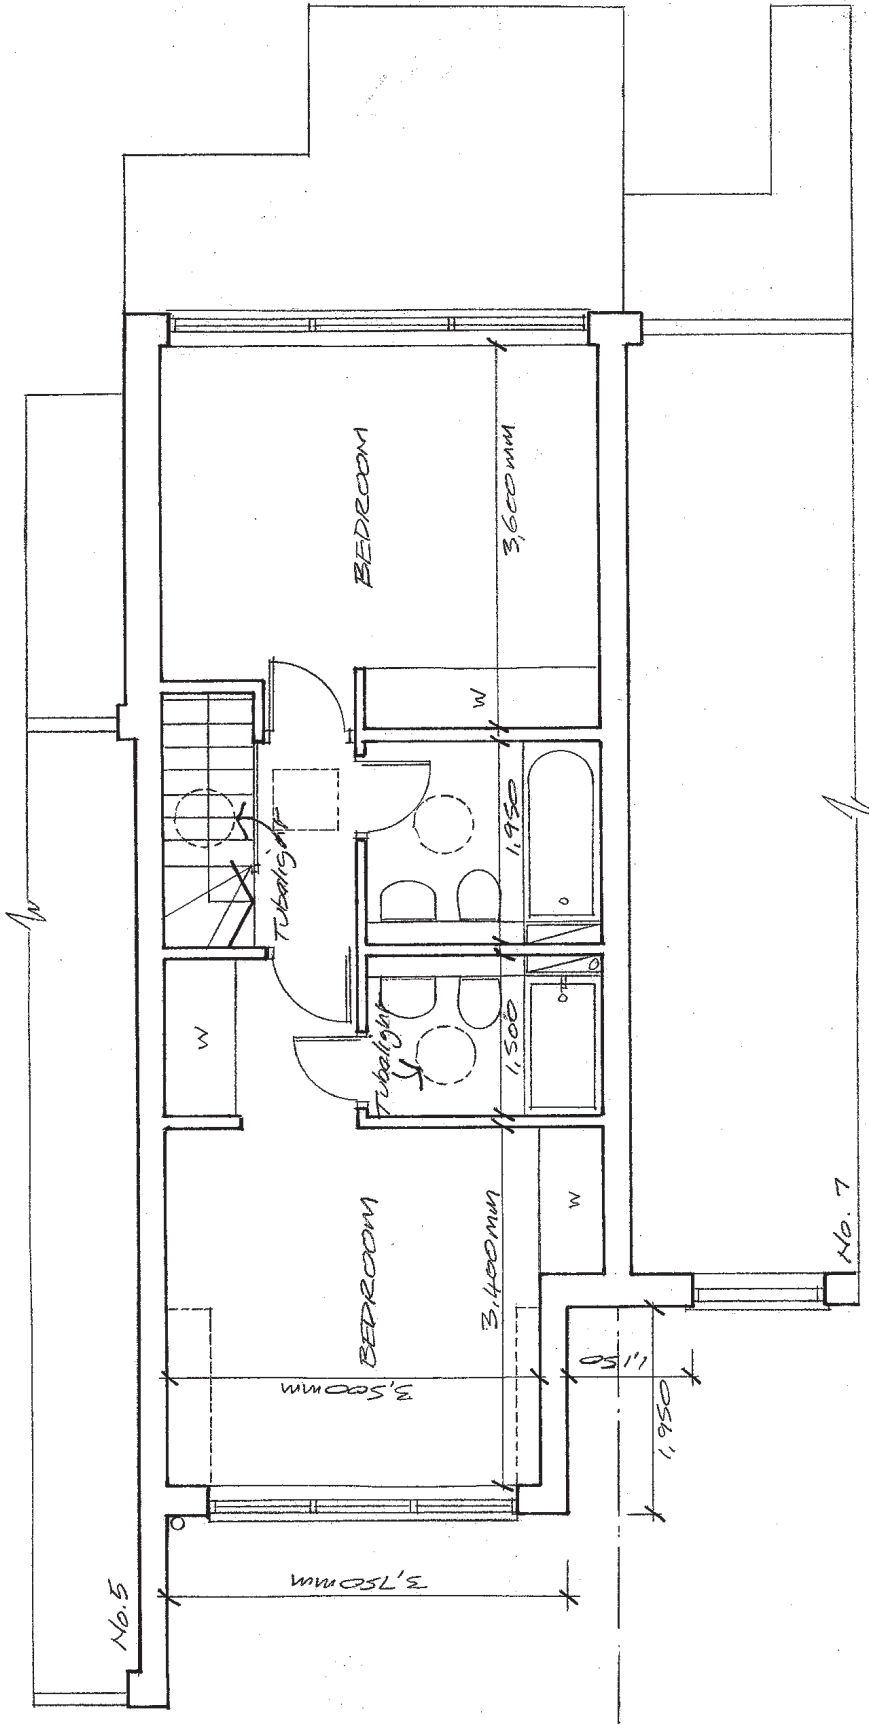 BEDROOM
3,600mm
W
1,950
Tubalight
W
1,500
Tubalight
BEDROOM
3,400mm
W
No. 7
3,500mm
1,150
1,950
3,750mm
No. 5